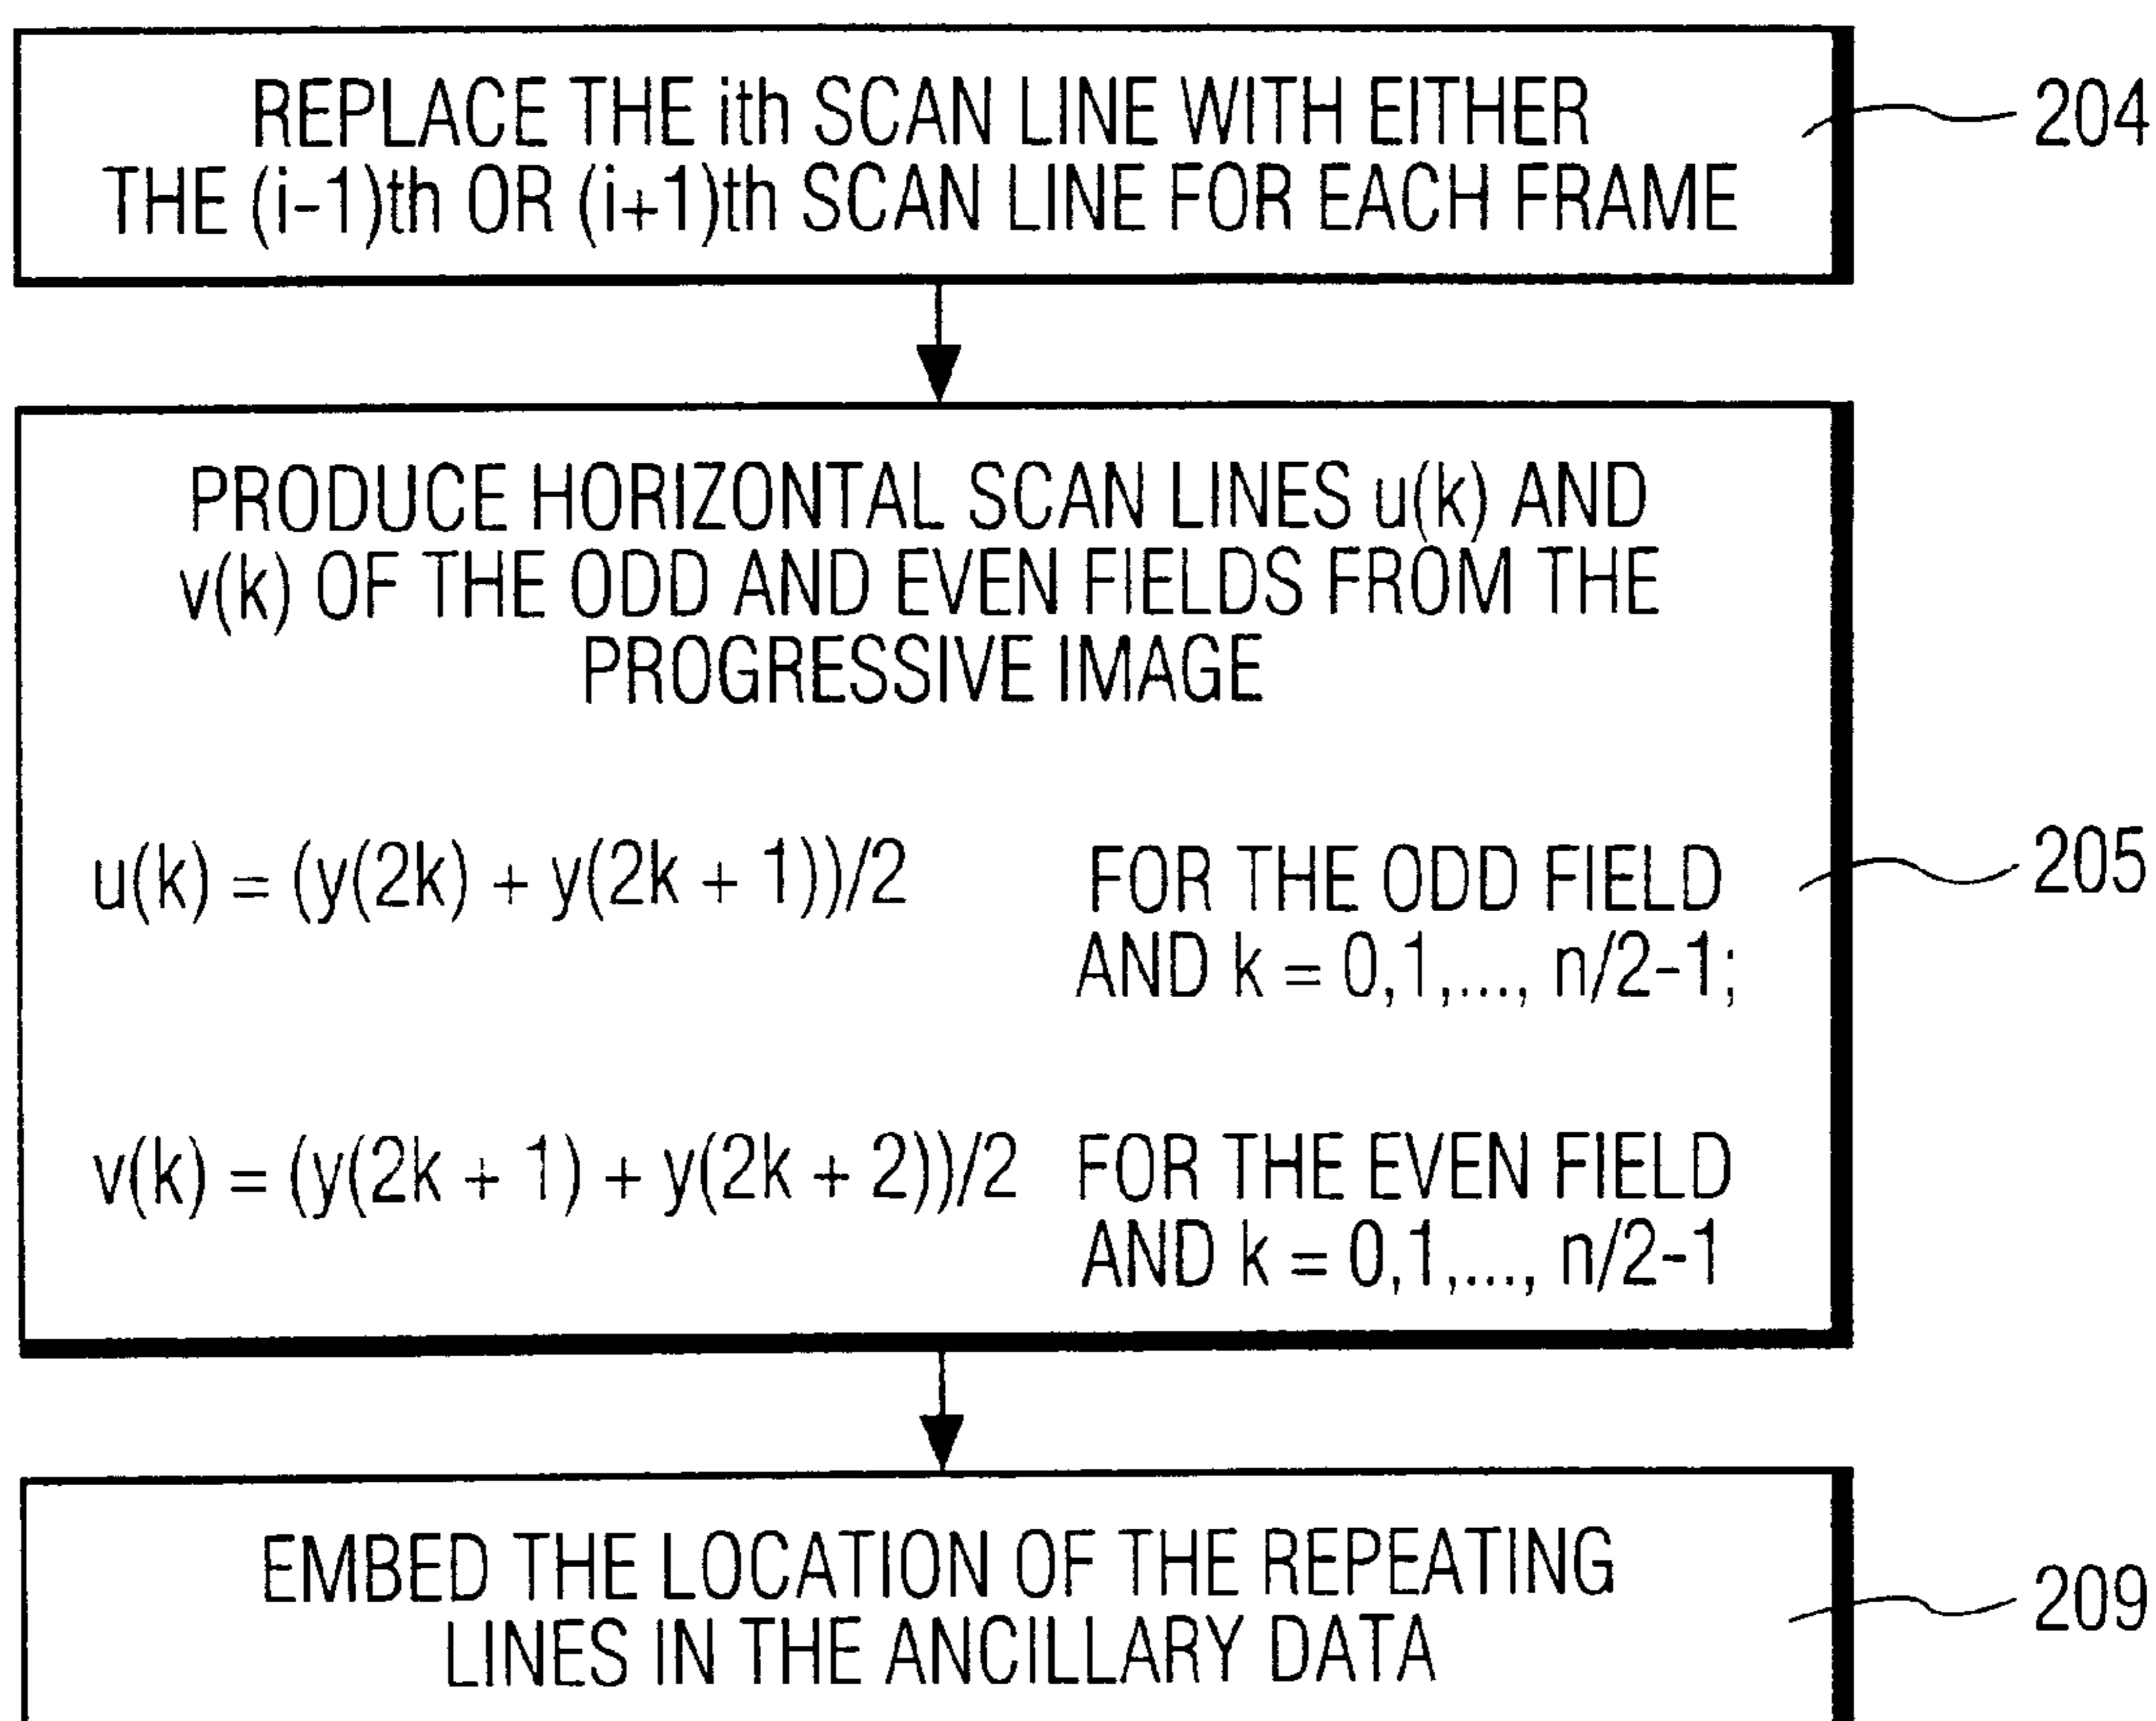 REPLACE THE ith SCAN LINE WITH EITHER
THE (i-1)th OR (i+1)th SCAN LINE FOR EACH FRAME
204
PRODUCE HORIZONTAL SCAN LINES u(k) AND
v(k) OF THE ODD AND EVEN FIELDS FROM THE
PROGRESSIVE IMAGE
u(k) = (y(2k) + y(2k + 1))/2 FOR THE ODD FIELD
AND k = 0,1,..., n/2-1;
205
v(k) = (y(2k + 1) + y(2k + 2))/2 FOR THE EVEN FIELD
AND k = 0,1,..., n/2-1
EMBED THE LOCATION OF THE REPEATING
LINES IN THE ANCILLARY DATA
209